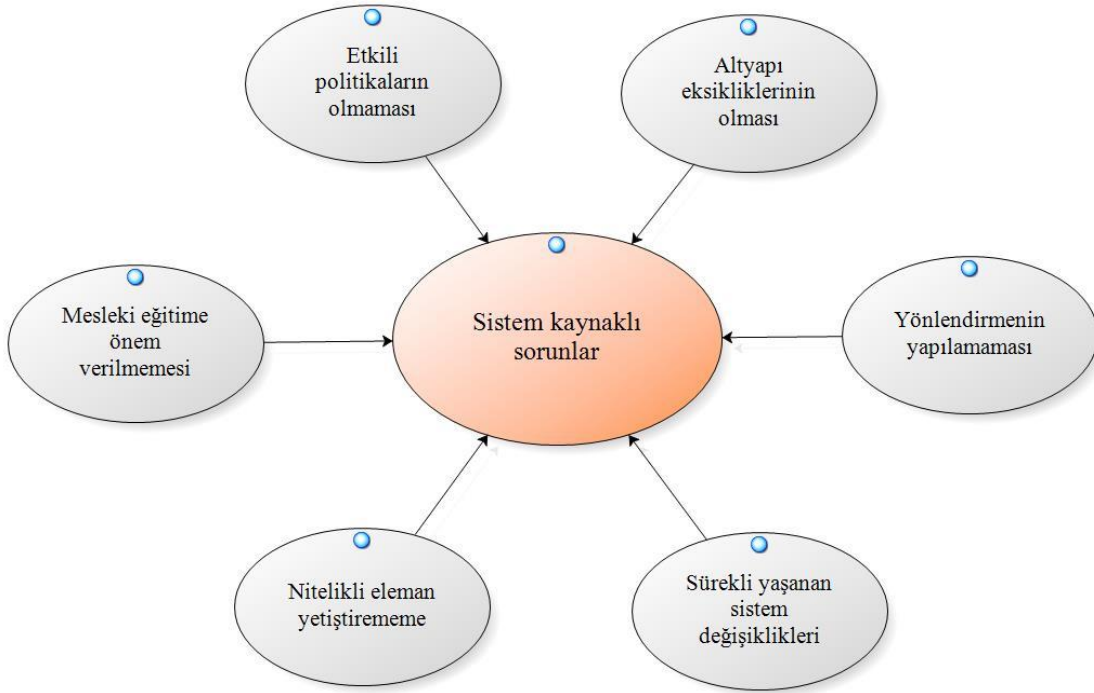 Etkili
politikaların
olmaması
Altyapı
eksikliklerinin
olması
Mesleki eğitime
önem
verilmemesi
Sistem kaynaklı
sorunlar
Yönlendirmenin
yapılamaması
Nitelikli eleman
yetiştirememe
Sürekli yaşanan
sistem
değişiklikleri